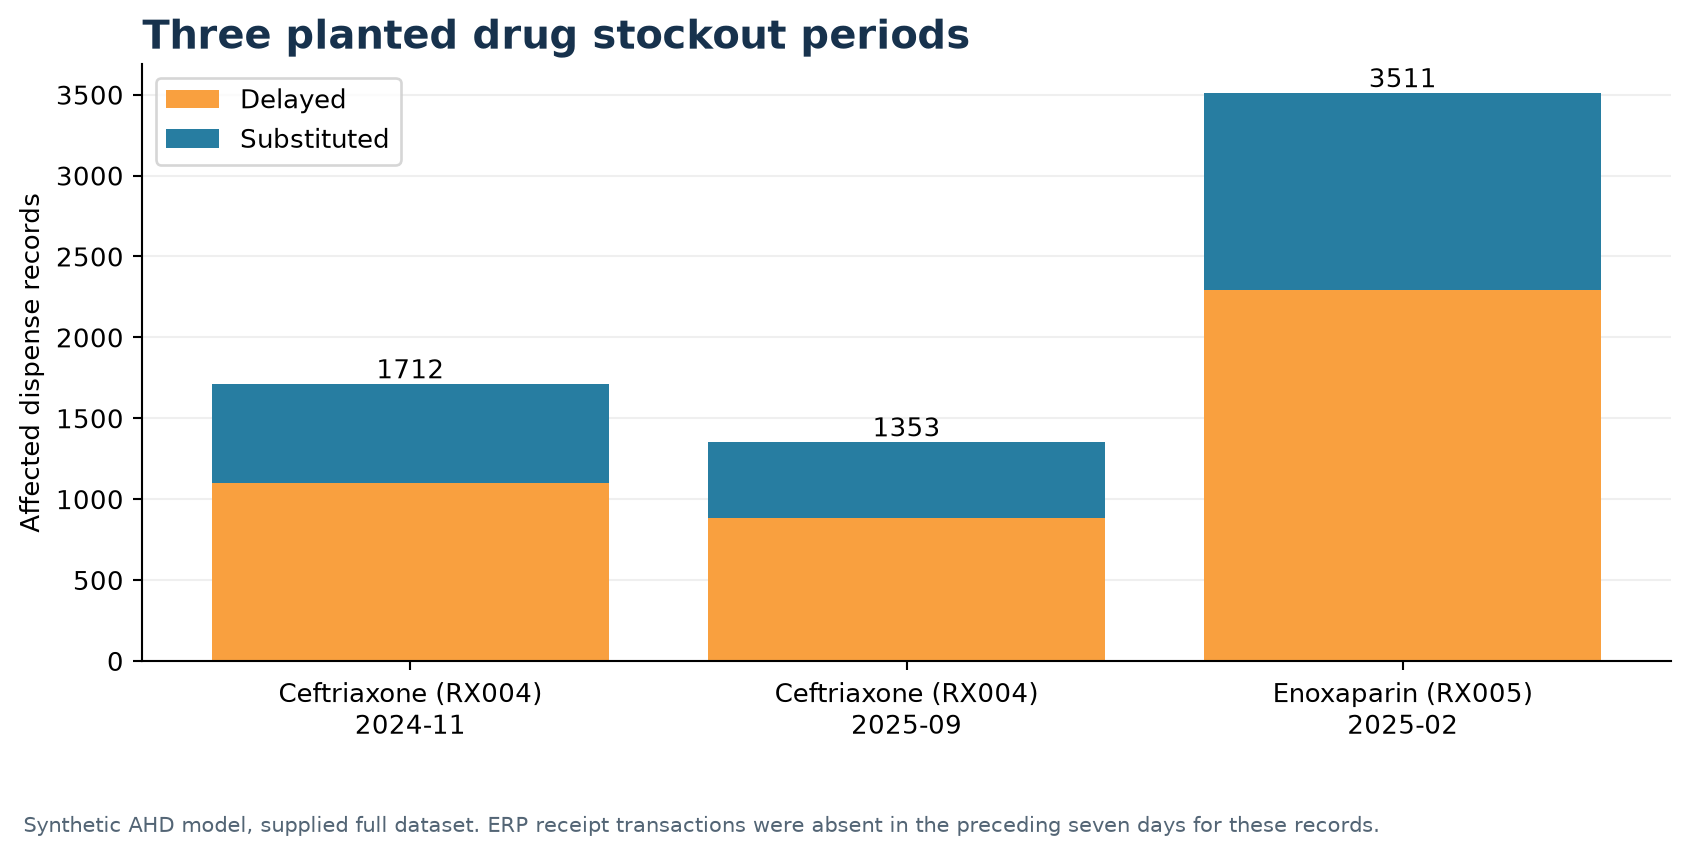 Three planted drug stockout periods
Delayed
Substituted
Affected dispense records
3500
3000
2500
2000
1500
1000
500
0
1712
1353
3511
Ceftriaxone (RX004)
2024-11
Ceftriaxone (RX004)
2025-09
Enoxaparin (RX005)
2025-02
Synthetic AHD model, supplied full dataset. ERP receipt transactions were absent in the preceding seven days for these records.